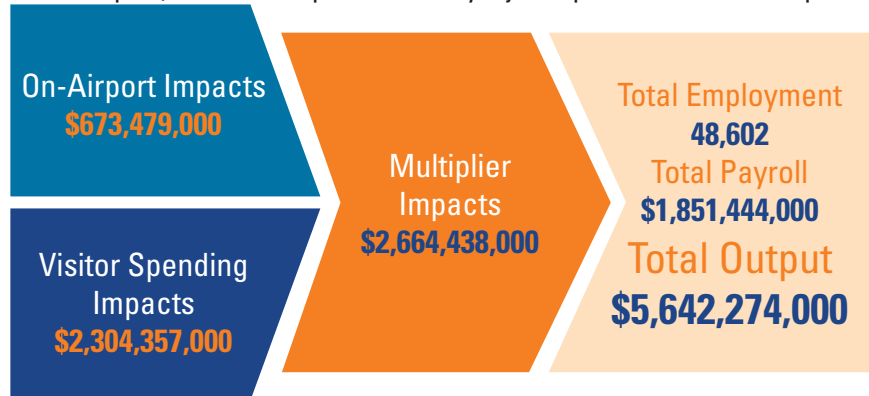 On-Airport Impacts
$673,479,000
Visitor Spending
Impacts
$2,304,357,000
Multiplier
Impacts
$2,664,438,000
Total Employment
48,602
Total Payroll
$1,851,444,000
Total Output
$5,642,274,000